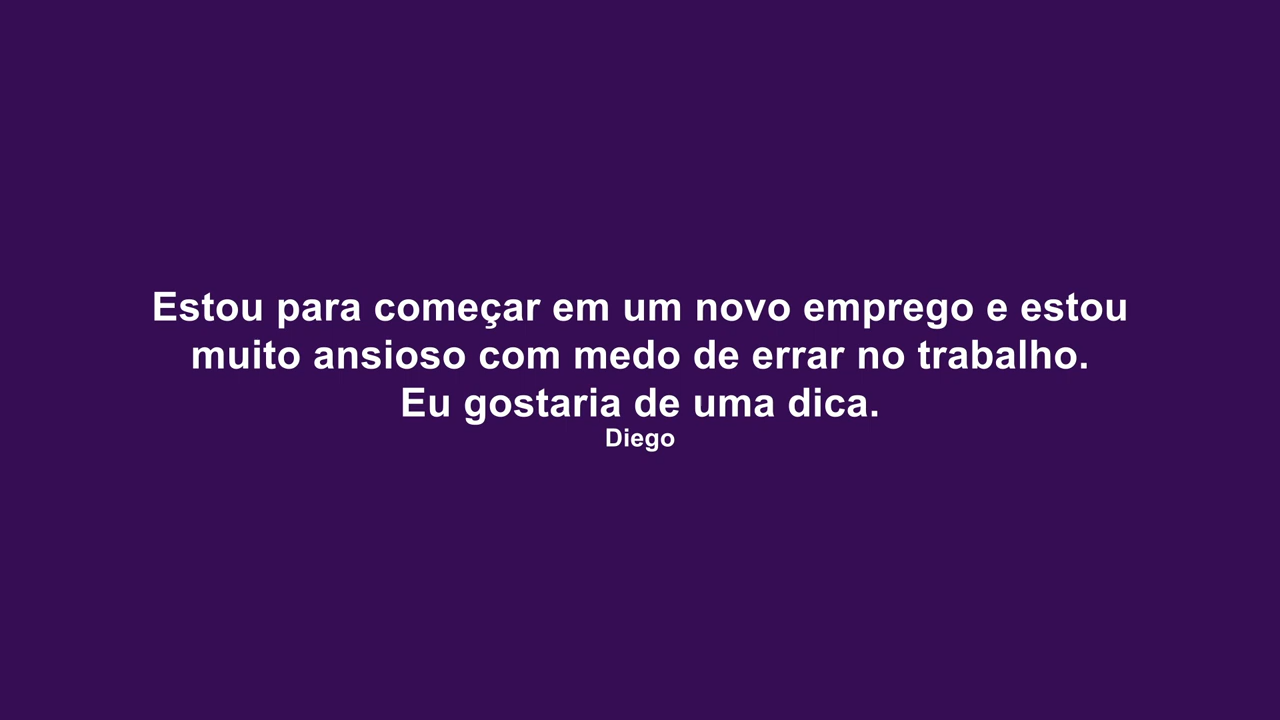 Estou para começar em um novo emprego e estou
muito ansioso com medo de errar no trabalho.
Eu gostaria de uma dica.
Diego